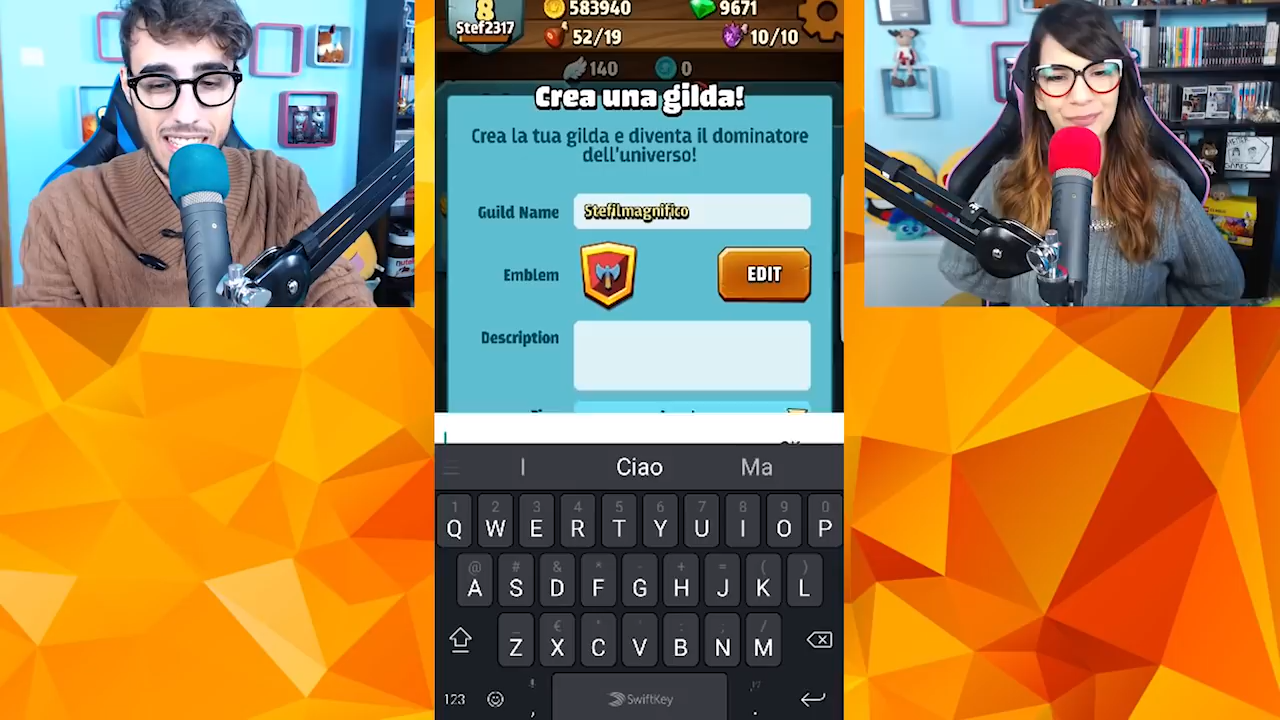 8
583940
9671
Stef2317
52/19
10/10
140
0
Crea una gilda!
Crea la tua gilda e diventa il dominatore
dell'universo!
Guild Name
Stefilmagnifico
Emblem
EDIT
Description
I
Ciao
Ma
1 2 3 4 5 6 7 8 9 0
Q W E R T Y U I O P
@ # & * - + = ( )
A S D F G H J K L
Z X C V B N M
123
SwiftKey
nutella